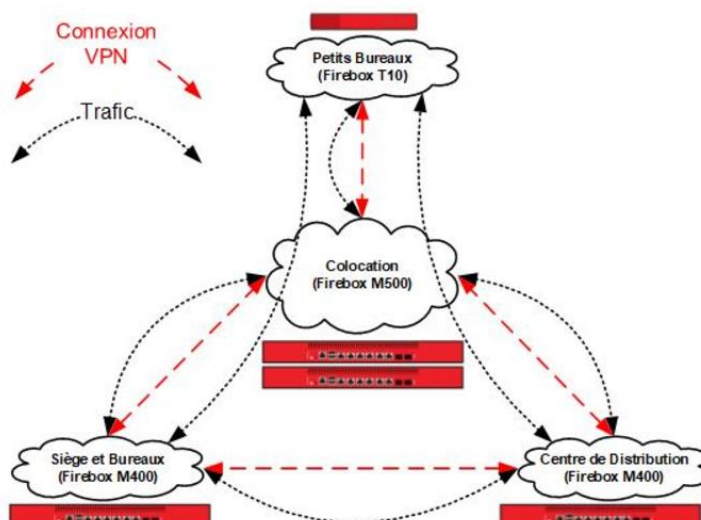 Connexion
VPN
Trafic
Petits Bureaux
(Firebox T10)
Colocation
(Firebox M500)
Siège et Bureaux
(Firebox M400)
Centre de Distribution
(Firebox M400)